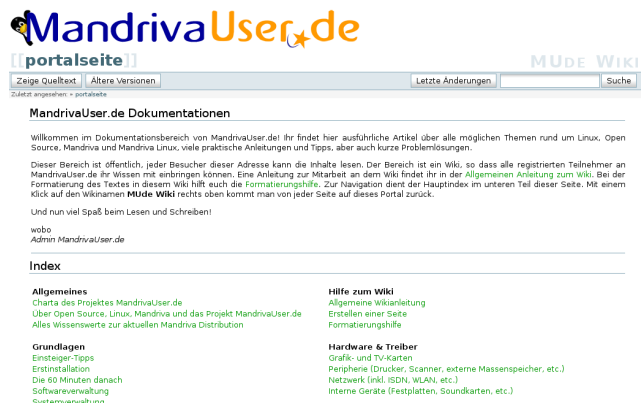 MandrivaUser.de
[[portalseite]]
MUDE WIKI
Zeige Quelltext Ältere Versionen Letzte Änderungen Suche
Zuletzt angesehen: » portalseite
MandrivaUser.de Dokumentationen
Willkommen im Dokumentationsbereich von MandrivaUser.de! Ihr findet hier ausführliche Artikel über alle möglichen Themen rund um Linux, Open
Source, Mandriva und Mandriva Linux, viele praktische Anleitungen und Tipps, aber auch kurze Problemlösungen.
Dieser Bereich ist öffentlich, jeder Besucher dieser Adresse kann die Inhalte lesen. Der Bereich ist ein Wiki, so dass alle registrierten Teilnehmer an
MandrivaUser.de ihr Wissen mit einbringen können. Eine Anleitung zur Mitarbeit an dem Wiki findet ihr in der Allgemeinen Anleitung zum Wiki. Bei der
Formatierung des Textes in diesem Wiki hilft euch die Formatierungshilfe. Zur Navigation dient der Hauptindex im unteren Teil dieser Seite. Mit einem
Klick auf den Wikinamen MUde Wiki rechts oben kommt man von jeder Seite auf dieses Portal zurück.
Und nun viel Spaß beim Lesen und Schreiben!
wobo
Admin MandrivaUser.de
Index
Allgemeines
Charta des Projektes MandrivaUser.de
Über Open Source, Linux, Mandriva und das Projekt MandrivaUser.de
Alles Wissenswerte zur aktuellen Mandriva Distribution
Hilfe zum Wiki
Allgemeine Wikianleitung
Erstellen einer Seite
Formatierungshilfe
Grundlagen
Einsteiger-Tipps
Erstinstallation
Die 60 Minuten danach
Softwareverwaltung
Systemverwaltung
Hardware & Treiber
Grafik- und TV-Karten
Peripherie (Drucker, Scanner, externe Massenspeicher, etc.)
Netzwerk (inkl. ISDN, WLAN, etc.)
Interne Geräte (Festplatten, Soundkarten, etc.)